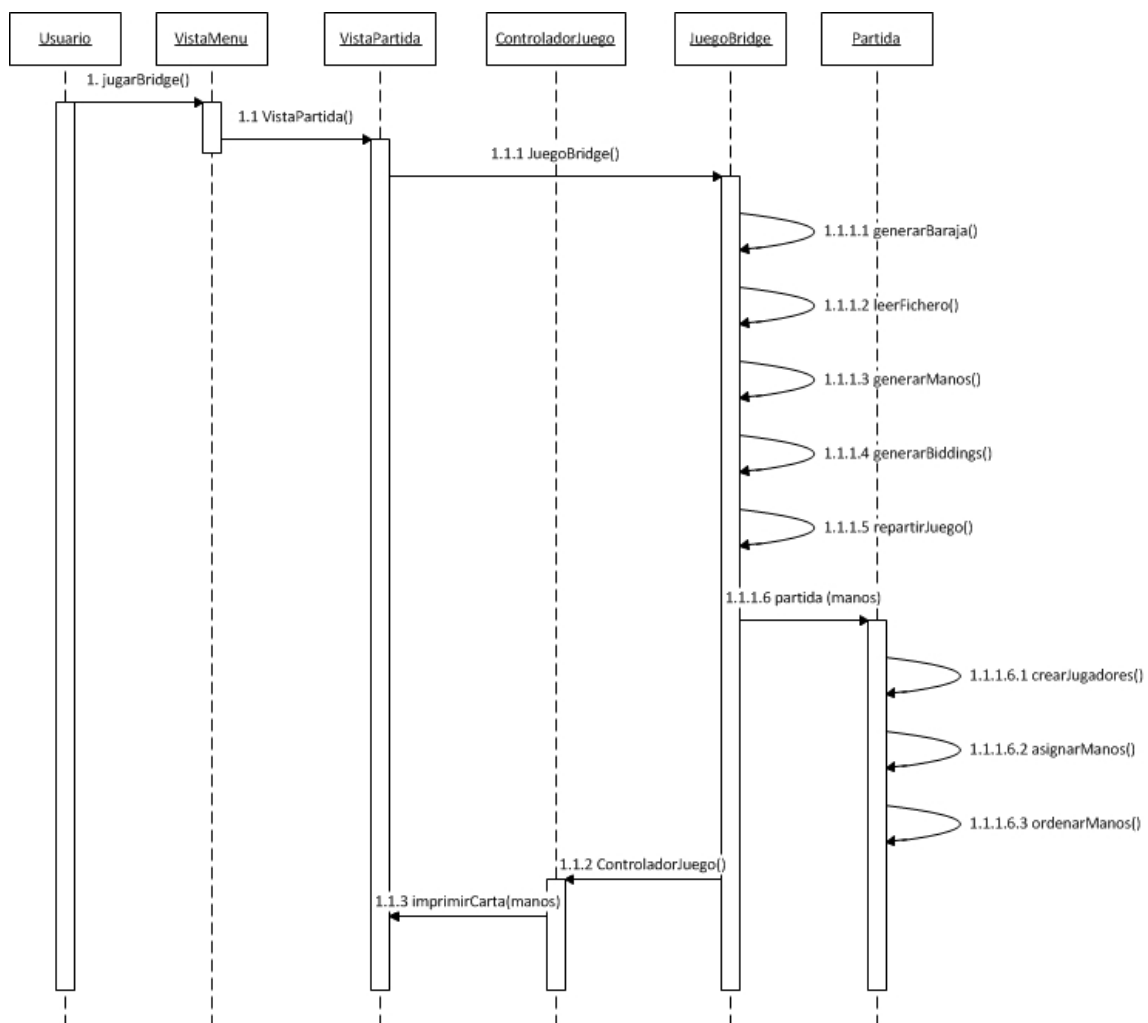 Usuario
VistaMenu
VistaPartida
ControladorJuego
JuegoBridge
Partida
1. jugarBridge()
1.1 VistaPartida()
1.1.1 JuegoBridge()
1.1.1.1 generarBaraja()
1.1.1.2 leerFichero()
1.1.1.3 generarManos()
1.1.1.4 generarBiddings()
1.1.1.5 repartirJuego()
1.1.1.6 partida (manos)
1.1.1.6.1 crearJugadores()
1.1.1.6.2 asignarManos()
1.1.1.6.3 ordenarManos()
1.1.2 ControladorJuego()
1.1.3 imprimirCarta(manos)